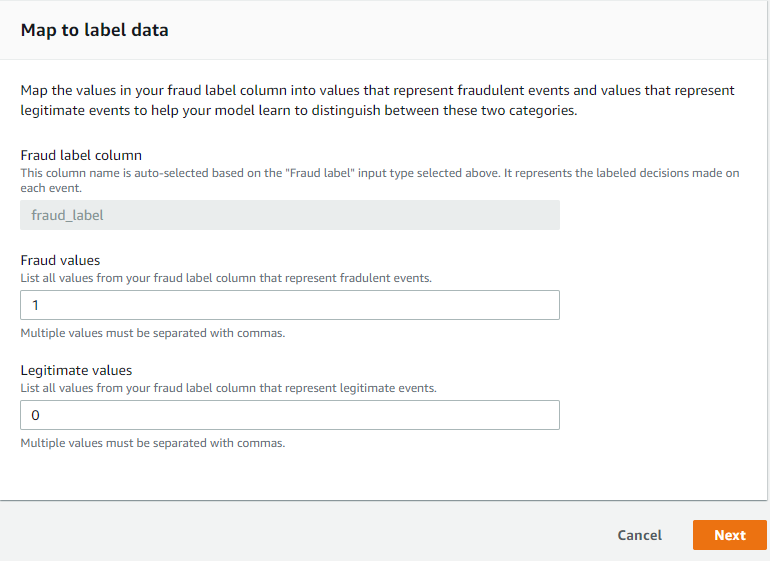 Map to label data
Map the values in your fraud label column into values that represent fraudulent events and values that represent
legitimate events to help your model learn to distinguish between these two categories.
Fraud label column
This column name is auto-selected based on the "Fraud label" input type selected above. It represents the labeled decisions made on
each event.
fraud_label
Fraud values
List all values from your fraud label column that represent fradulent events.
1
Multiple values must be separated with commas.
Legitimate values
List all values from your fraud label column that represent legitimate events.
0
Multiple values must be separated with commas.
Cancel
Next